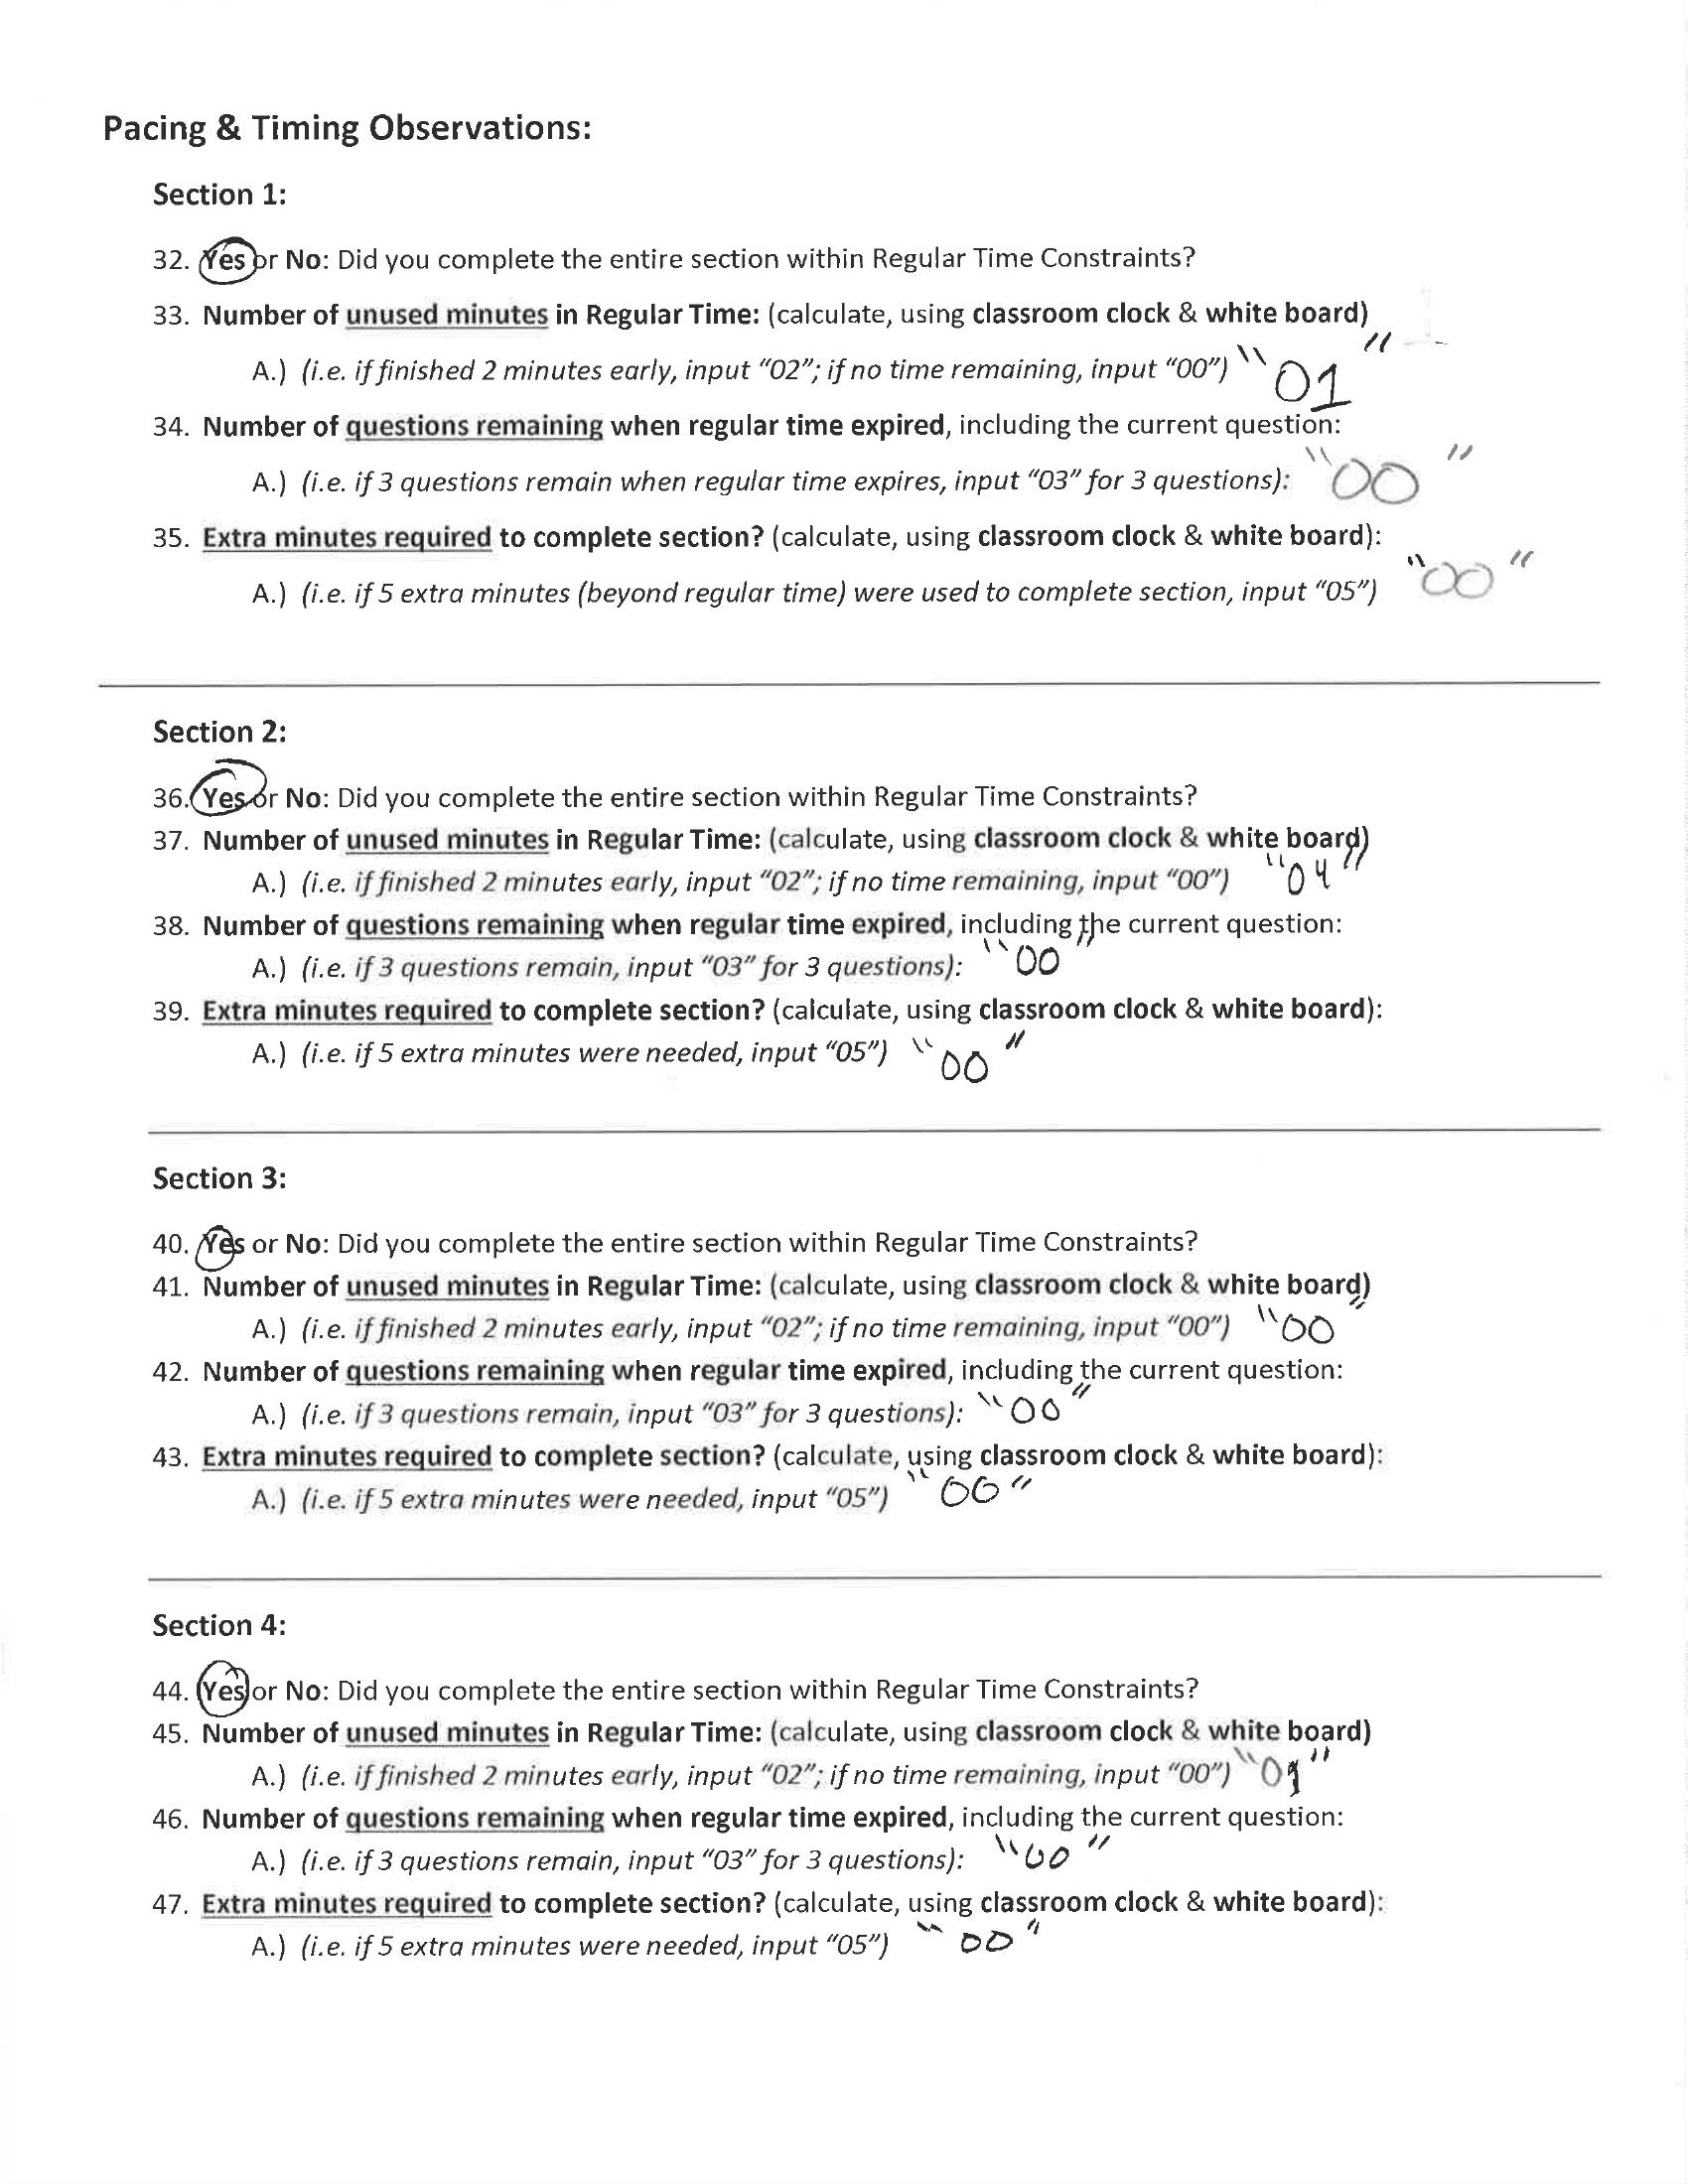 Pacing & Timing Observations:
Section 1:
32. Yes or No: Did you complete the entire section within Regular Time Constraints?
33. Number of unused minutes in Regular Time: (calculate, using classroom clock & white board)
A.) (i.e. if finished 2 minutes early, input “02”; if no time remaining, input “00”) "01"
34. Number of questions remaining when regular time expired, including the current question:
A.) (i.e. if 3 questions remain when regular time expires, input “03” for 3 questions): "00"
35. Extra minutes required to complete section? (calculate, using classroom clock & white board):
A.) (i.e. if 5 extra minutes (beyond regular time) were used to complete section, input “05”) "00"
Section 2:
36. Yes or No: Did you complete the entire section within Regular Time Constraints?
37. Number of unused minutes in Regular Time: (calculate, using classroom clock & white board)
A.) (i.e. if finished 2 minutes early, input “02”; if no time remaining, input “00”) "04"
38. Number of questions remaining when regular time expired, including the current question:
A.) (i.e. if 3 questions remain, input “03” for 3 questions): "00"
39. Extra minutes required to complete section? (calculate, using classroom clock & white board):
A.) (i.e. if 5 extra minutes were needed, input “05”) "00"
Section 3:
40. Yes or No: Did you complete the entire section within Regular Time Constraints?
41. Number of unused minutes in Regular Time: (calculate, using classroom clock & white board)
A.) (i.e. if finished 2 minutes early, input “02”; if no time remaining, input “00”) "00"
42. Number of questions remaining when regular time expired, including the current question:
A.) (i.e. if 3 questions remain, input “03” for 3 questions): "00"
43. Extra minutes required to complete section? (calculate, using classroom clock & white board):
A.) (i.e. if 5 extra minutes were needed, input “05”) "00"
Section 4:
44. Yes or No: Did you complete the entire section within Regular Time Constraints?
45. Number of unused minutes in Regular Time: (calculate, using classroom clock & white board)
A.) (i.e. if finished 2 minutes early, input “02”; if no time remaining, input “00”) "01"
46. Number of questions remaining when regular time expired, including the current question:
A.) (i.e. if 3 questions remain, input “03” for 3 questions): "00"
47. Extra minutes required to complete section? (calculate, using classroom clock & white board):
A.) (i.e. if 5 extra minutes were needed, input “05”) "00"